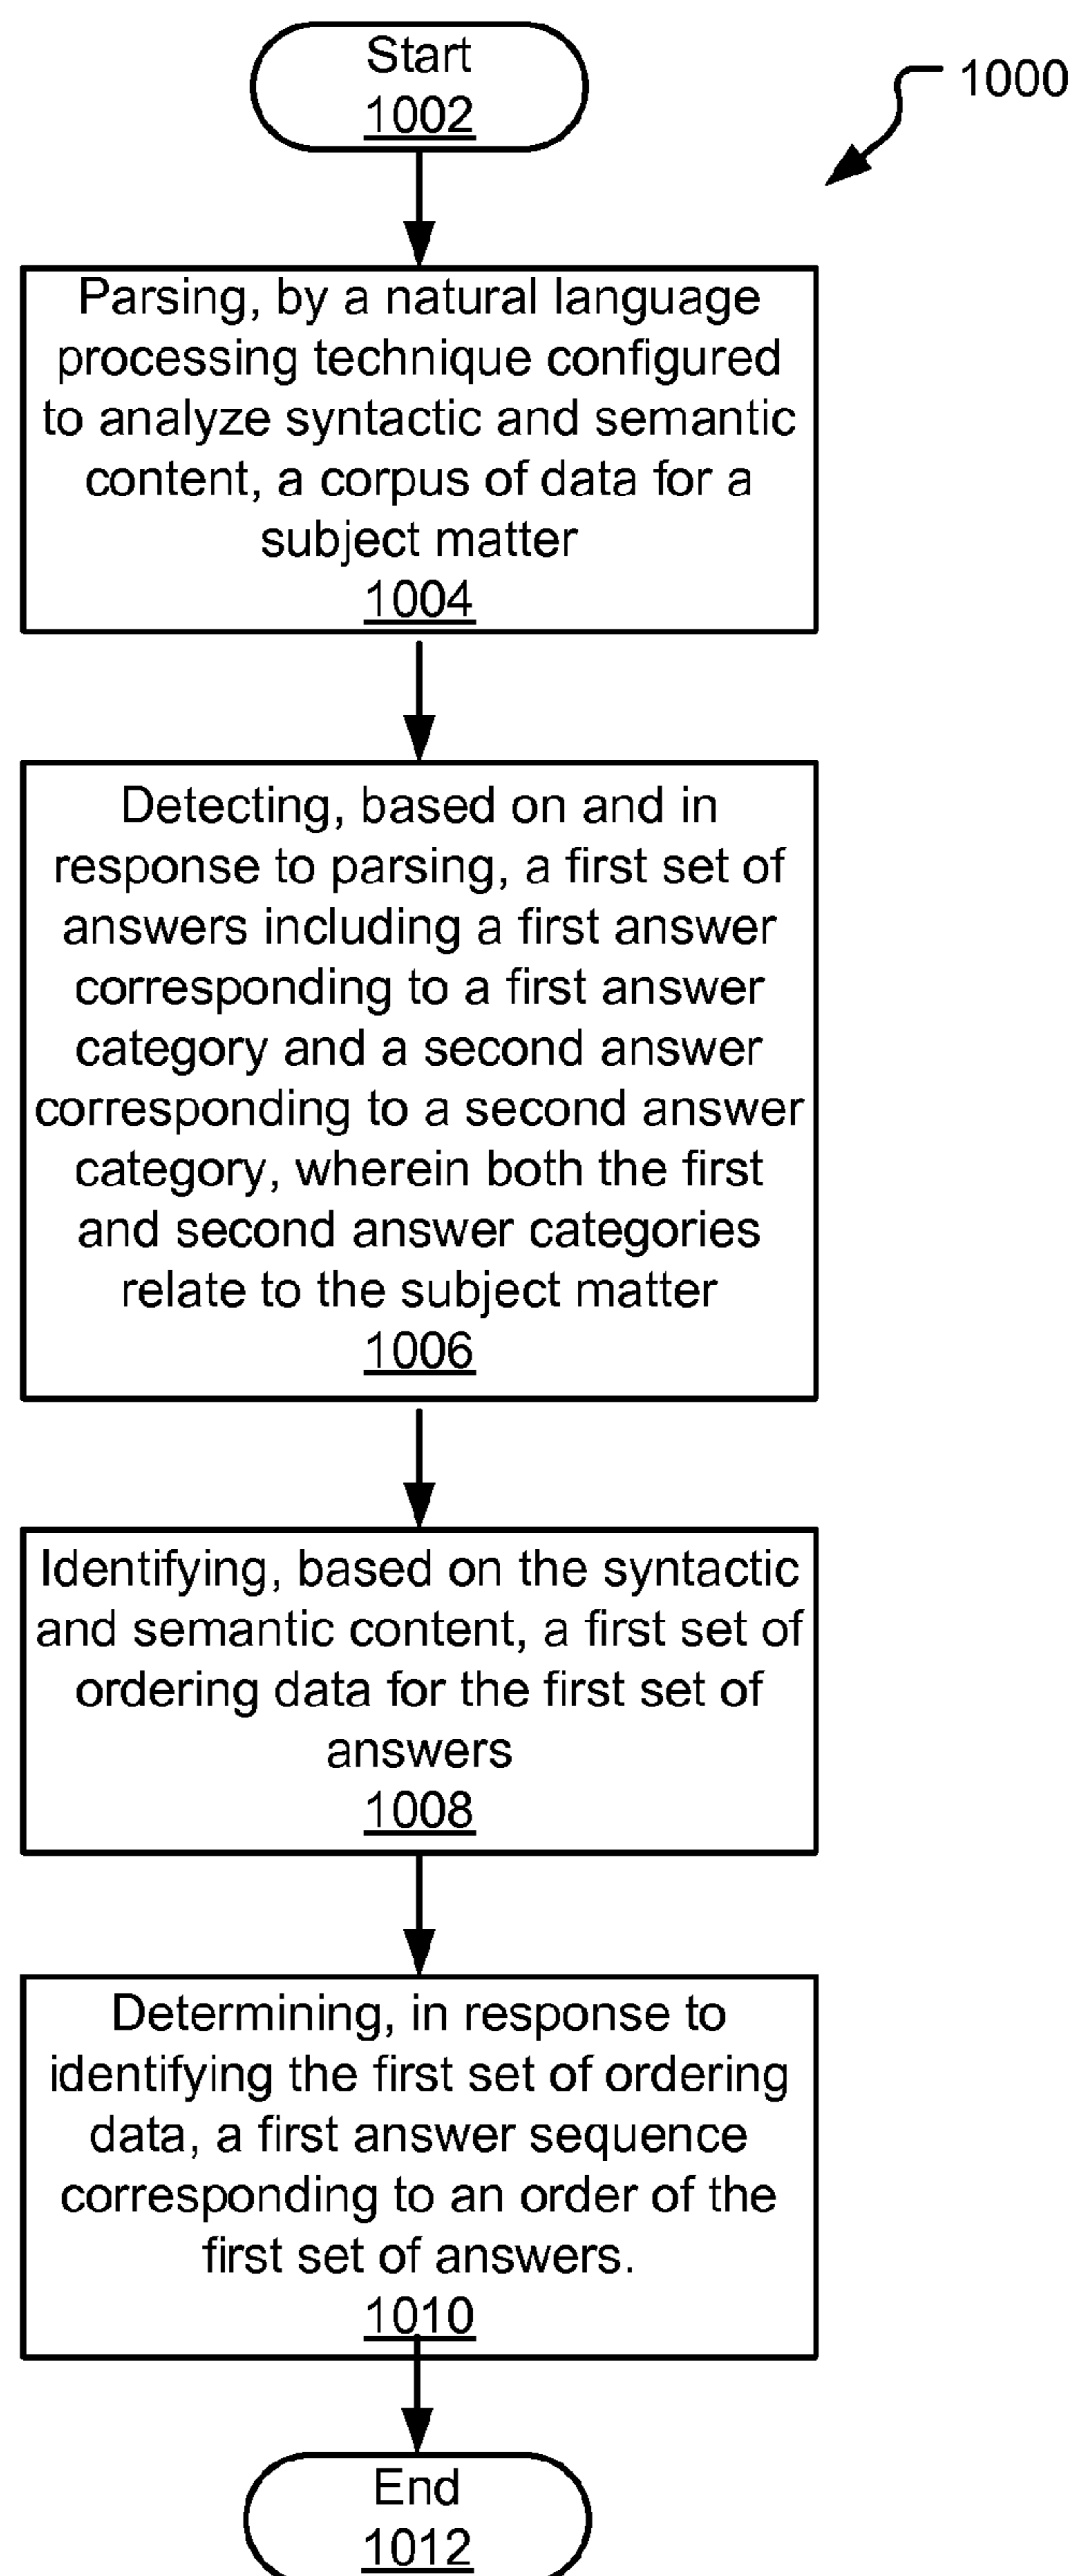 Start
1002
1000
Parsing, by a natural language
processing technique configured
to analyze syntactic and semantic
content, a corpus of data for a
subject matter
1004
Detecting, based on and in
response to parsing, a first set of
answers including a first answer
corresponding to a first answer
category and a second answer
corresponding to a second answer
category, wherein both the first
and second answer categories
relate to the subject matter
1006
Identifying, based on the syntactic
and semantic content, a first set of
ordering data for the first set of
answers
1008
Determining, in response to
identifying the first set of ordering
data, a first answer sequence
corresponding to an order of the
first set of answers.
1010
End
1012